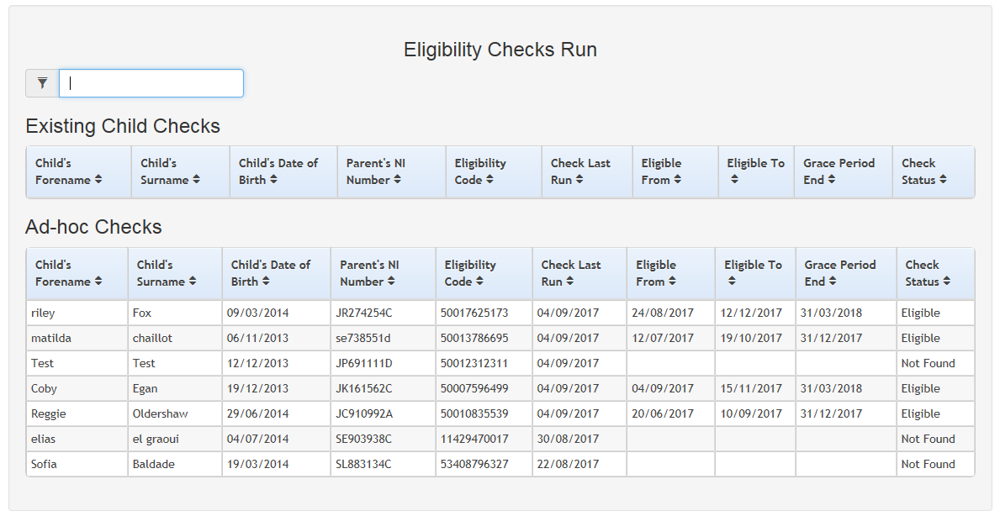 Eligibility Checks Run
Existing Child Checks
Child's Forename Child's Surname Child's Date of Birth Parent's NI Number Eligibility Code Check Last Run Eligible From Eligible To Grace Period End Check Status
Ad-hoc Checks
Child's Forename Child's Surname Child's Date of Birth Parent's NI Number Eligibility Code Check Last Run Eligible From Eligible To Grace Period End Check Status
riley Fox 09/03/2014 JR274254C 50017625173 04/09/2017 24/08/2017 12/12/2017 31/03/2018 Eligible
matilda chaillot 06/11/2013 se738551d 50013786695 04/09/2017 12/07/2017 19/10/2017 31/12/2017 Eligible
Test Test 12/12/2013 JP691111D 50012312311 04/09/2017 Not Found
Coby Egan 19/12/2013 JK161562C 50007596499 04/09/2017 04/09/2017 15/11/2017 31/03/2018 Eligible
Reggie Oldershaw 29/06/2014 JC910992A 50010835539 04/09/2017 20/06/2017 10/09/2017 31/12/2017 Eligible
elias el graoui 04/07/2014 SE903938C 11429470017 30/08/2017 Not Found
Sofia Baldade 19/03/2014 SL883134C 53408796327 22/08/2017 Not Found